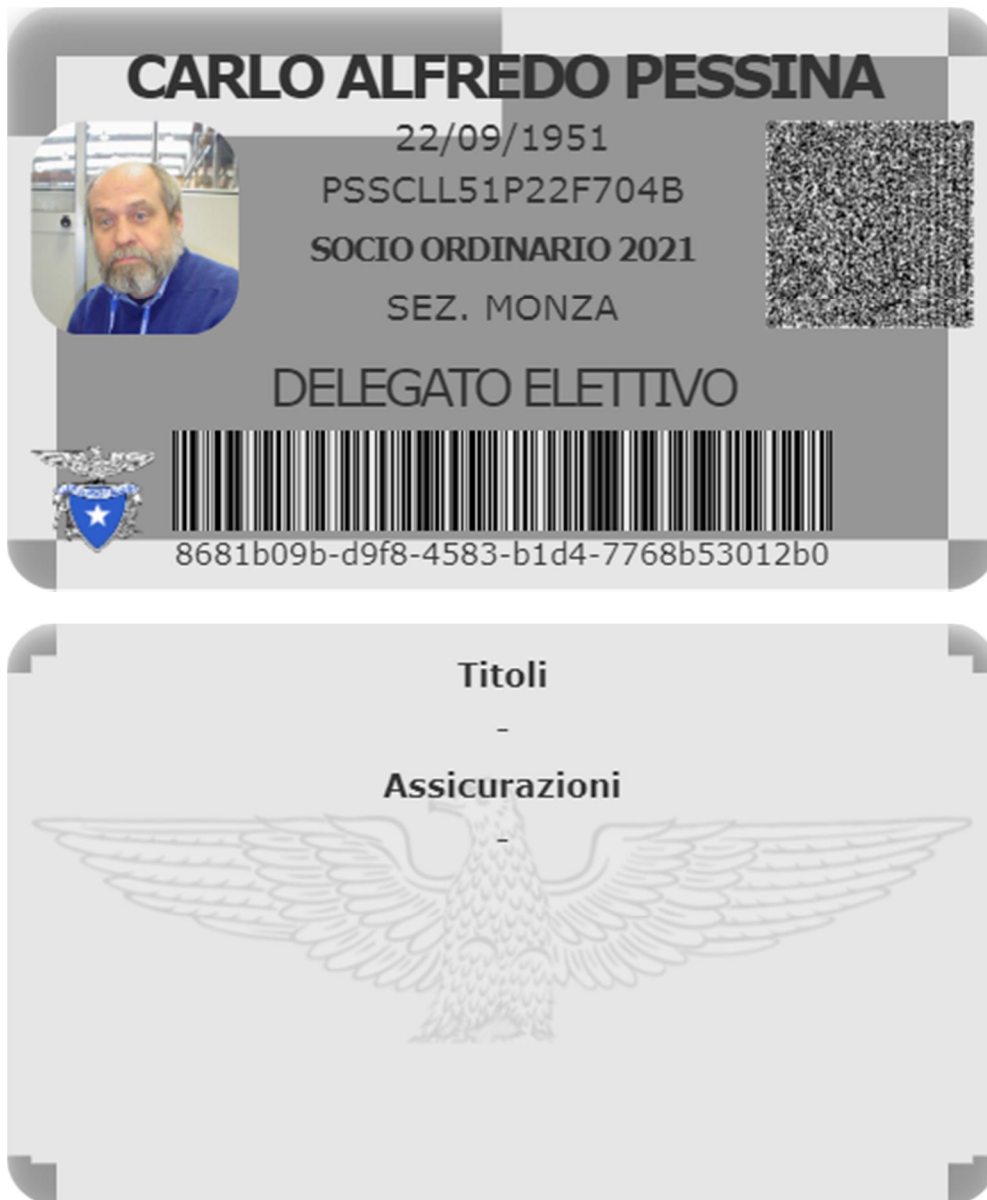 CARLO ALFREDO PESSINA
22/09/1951
PSSCLL51P22F704B
SOCIO ORDINARIO 2021
SEZ. MONZA
DELEGATO ELETTIVO
8681b09b-d9f8-4583-b1d4-7768b53012b0
Titoli
-
Assicurazioni
-